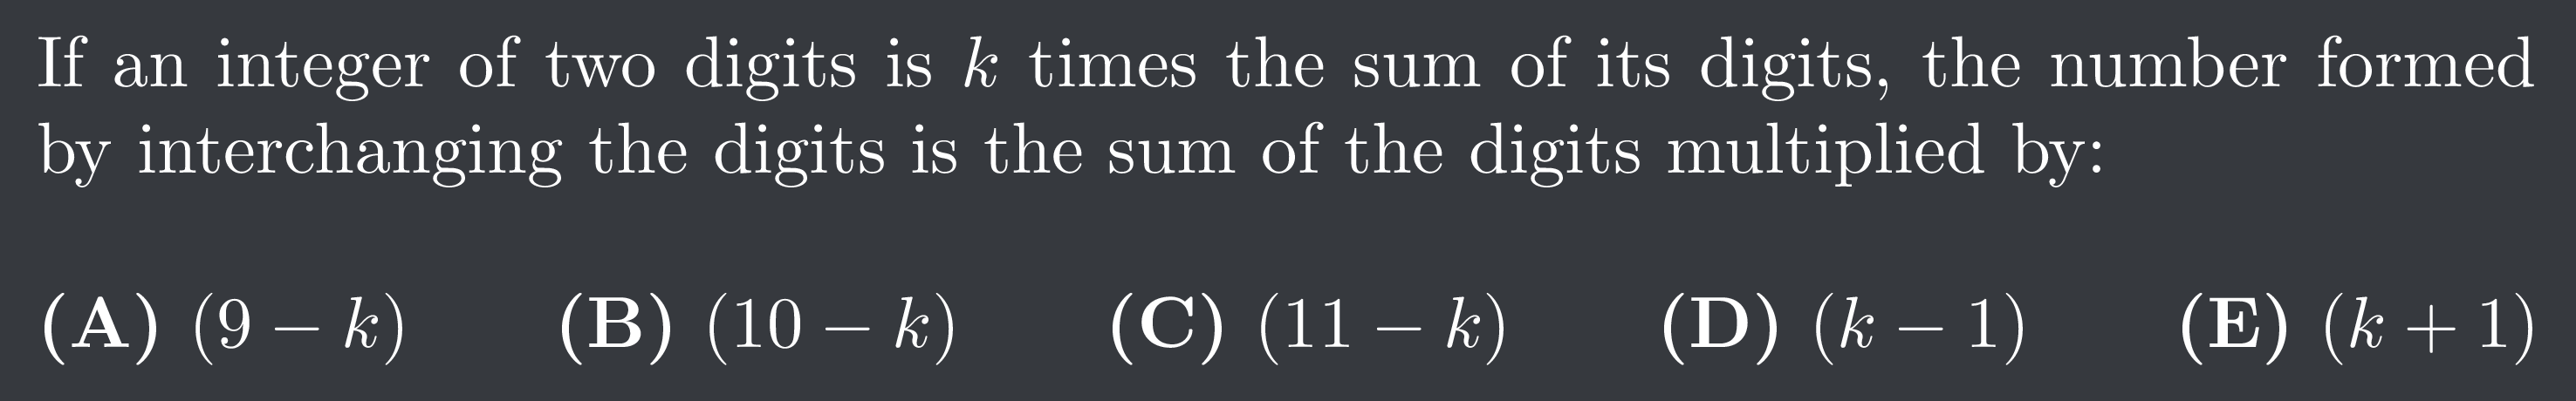 If an integer of two digits is k times the sum of its digits, the number formed
by interchanging the digits is the sum of the digits multiplied by:
(A) (9 − k) (B) (10 − k) (C) (11 − k) (D) (k − 1) (E) (k + 1)